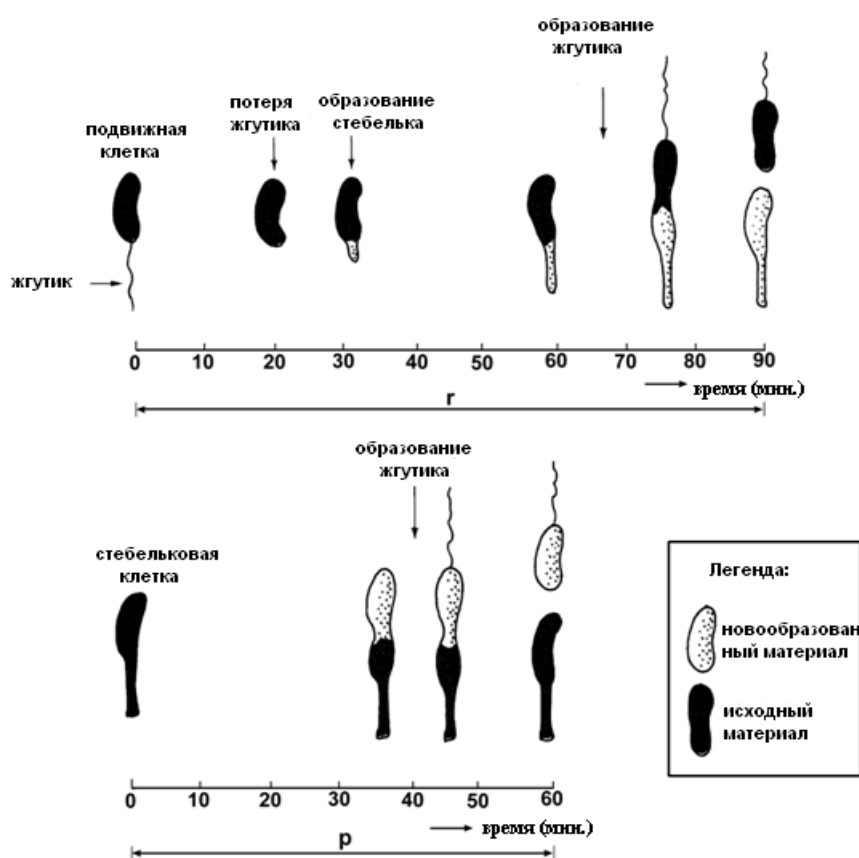 образование
жгутика
потеря
жгутика
образование
стебелька
подвижная
клетка
жгутик
0 10 20 30 40 50 60 70 80 90
время (мин.)
r
образование
жгутика
стебельковая
клетка
Легенда:
новообразован
ный материал
исходный
материал
0 10 20 30 40 50 60
время (мин.)
p